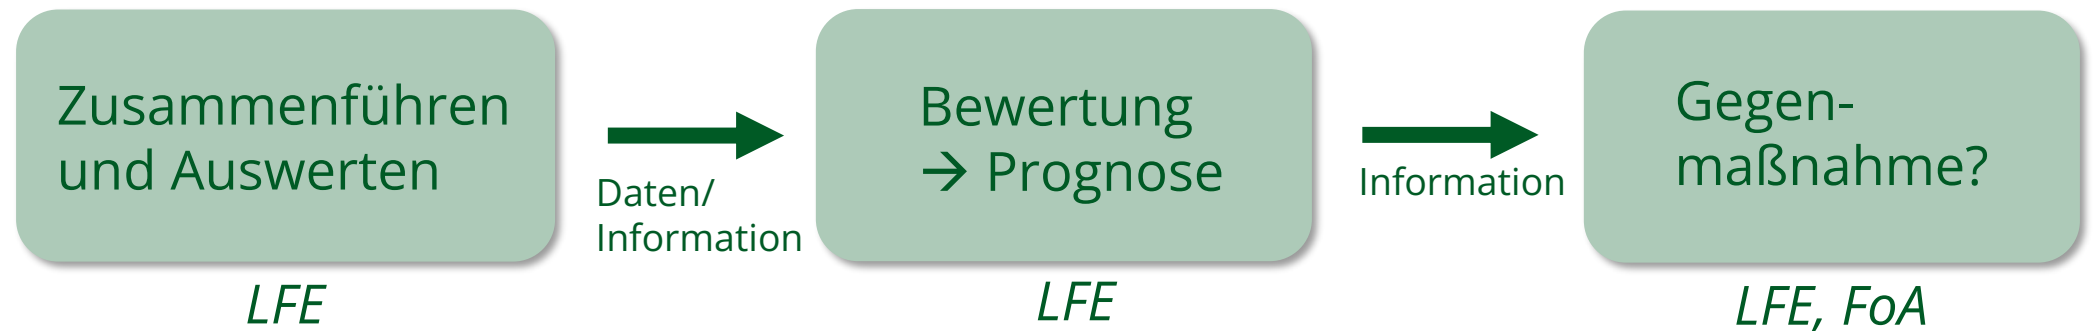 Zusammenführen
und Auswerten
LFE
Daten/
Information
Bewertung
→ Prognose
LFE
Information
Gegen-
maßnahme?
LFE, FoA